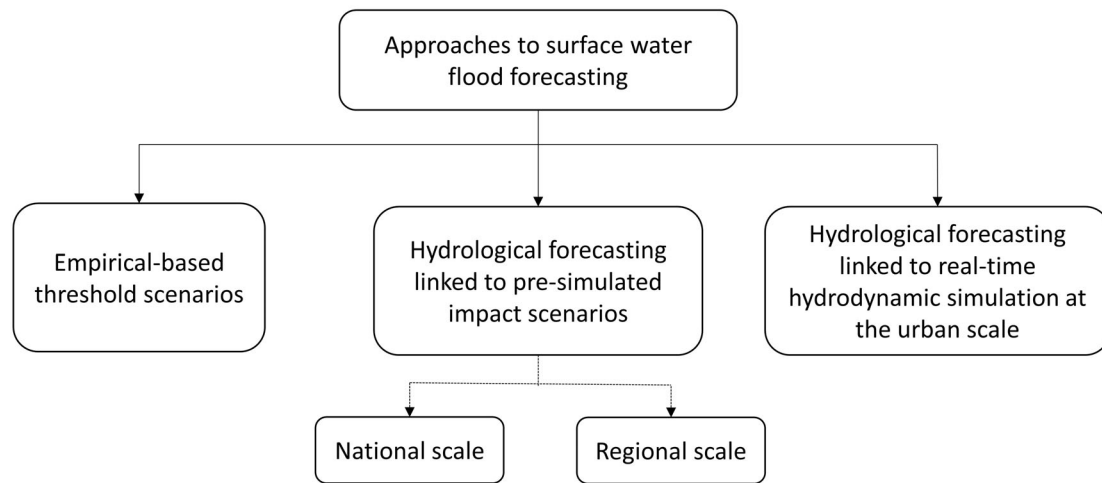 Approaches to surface water
flood forecasting
Empirical-based
threshold scenarios
Hydrological forecasting
linked to pre-simulated
impact scenarios
Hydrological forecasting
linked to real-time
hydrodynamic simulation at
the urban scale
National scale
Regional scale